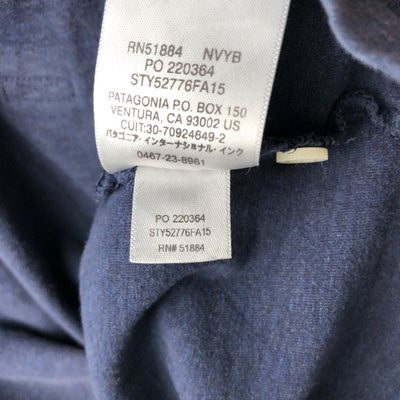 RN51884 NVYB
PO 220364
STY52776FA15
PATAGONIA P.O. BOX 150
VENTURA, CA 93002 US
CUIT:30-70924649-2
パタゴニア・インターナショナル・インク
0467-23-8961
PO 220364
STY52776FA15
RN# 51884